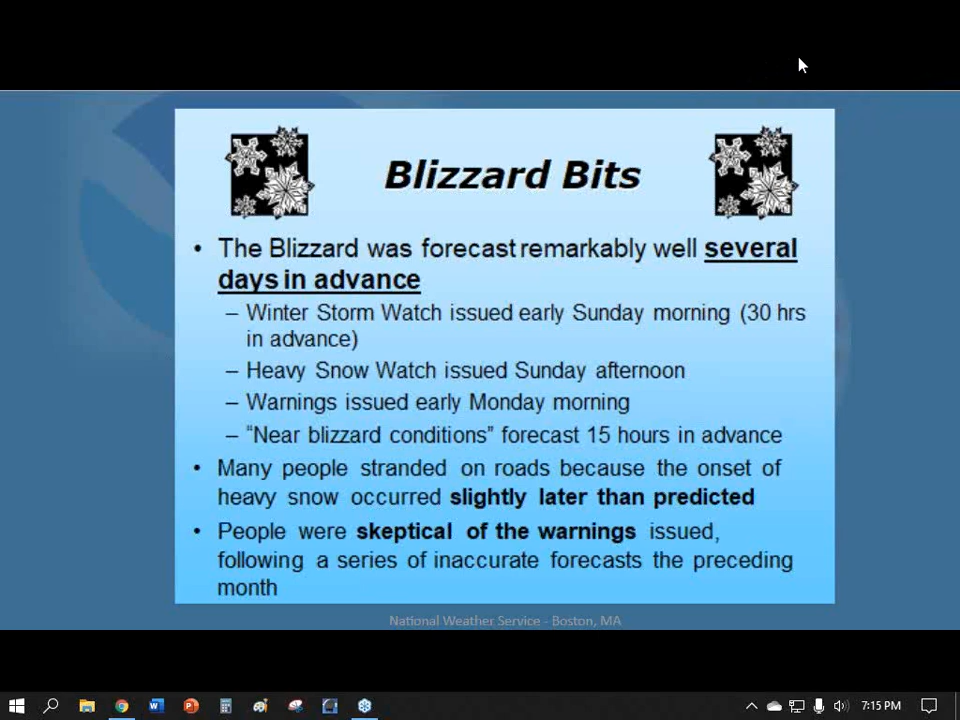 Blizzard Bits
• The Blizzard was forecast remarkably well several
days in advance
– Winter Storm Watch issued early Sunday morning (30 hrs
in advance)
– Heavy Snow Watch issued Sunday afternoon
– Warnings issued early Monday morning
– “Near blizzard conditions” forecast 15 hours in advance
• Many people stranded on roads because the onset of
heavy snow occurred slightly later than predicted
• People were skeptical of the warnings issued,
following a series of inaccurate forecasts the preceding
month
National Weather Service - Boston, MA
7:15 PM